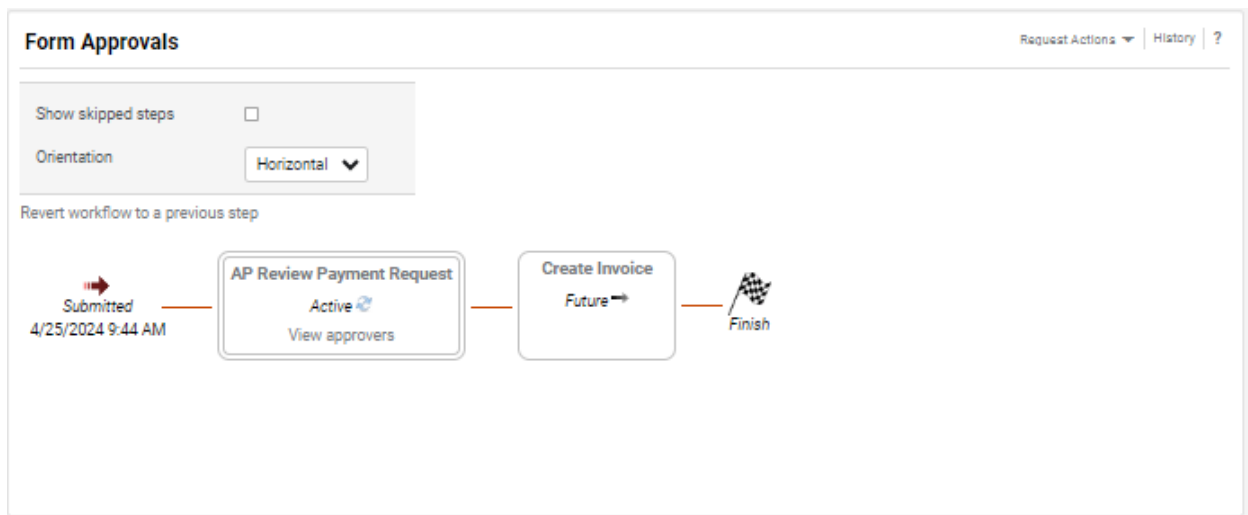 Form Approvals
Request Actions
History
?
Show skipped steps
Orientation
Horizontal
Revert workflow to a previous step
Submitted
4/25/2024 9:44 AM
AP Review Payment Request
Active
View approvers
Create Invoice
Future
Finish